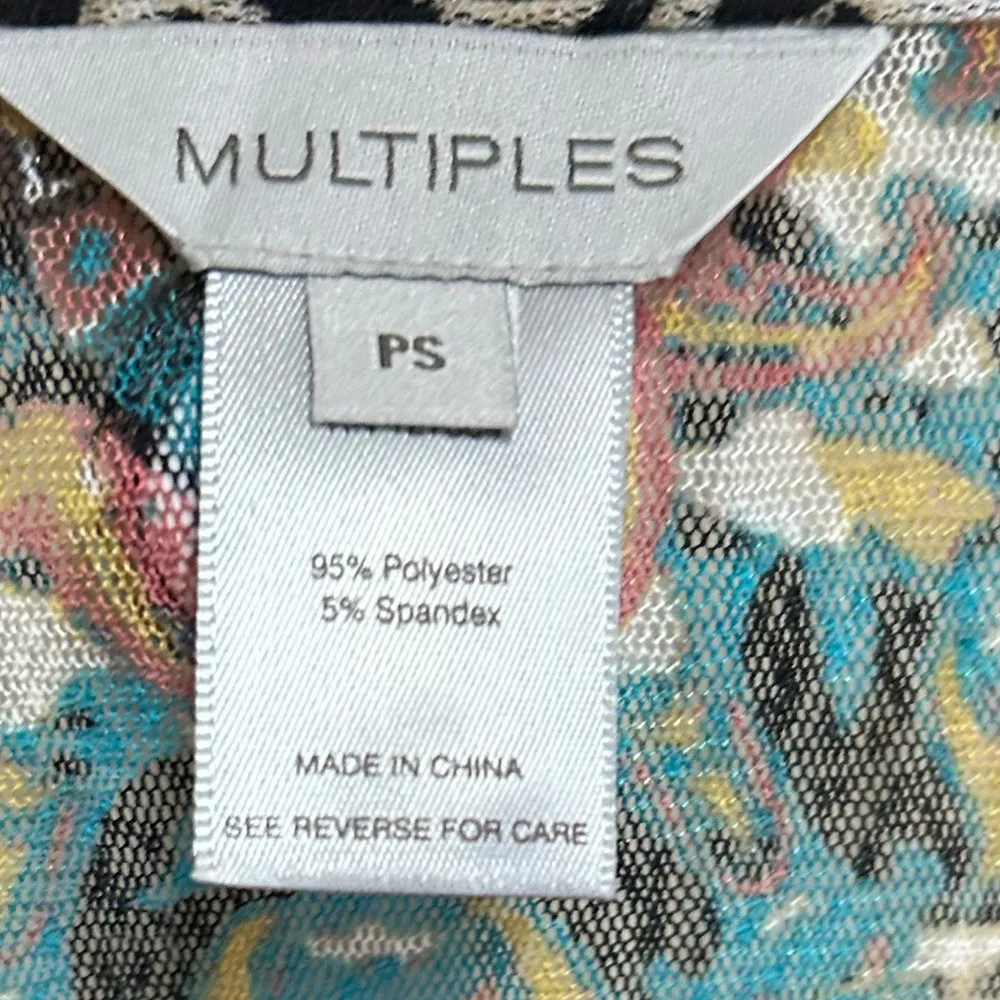 MULTIPLES
PS
95% Polyester
5% Spandex
MADE IN CHINA
SEE REVERSE FOR CARE